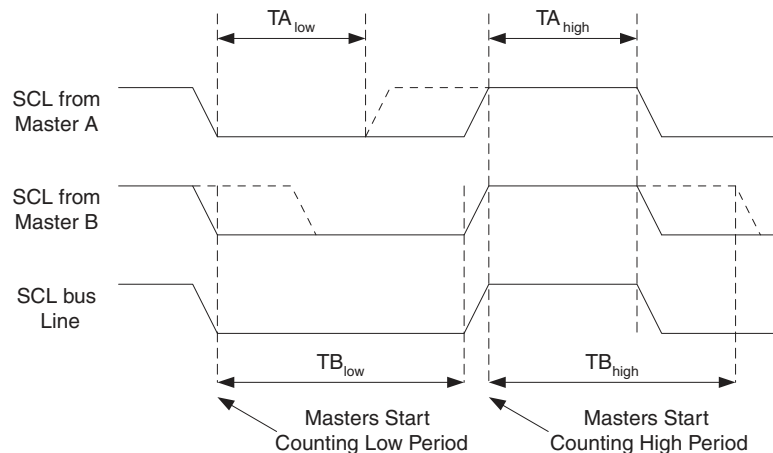 TA low
TA high
SCL from
Master A
SCL from
Master B
SCL bus
Line
TB low
TB high
Masters Start
Counting Low Period
Masters Start
Counting High Period